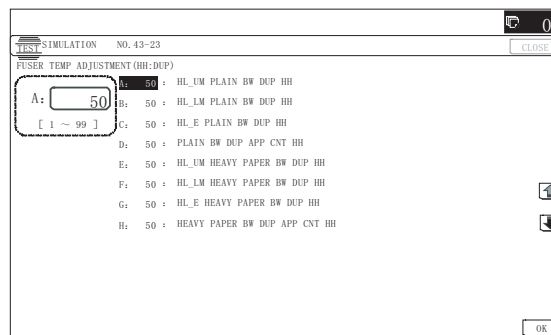 0
TEST SIMULATION NO.43-23
CLOSE
FUSER TEMP ADJUSTMENT(HH:DUP)
A: 50
[ 1 ~ 99 ]
A: 50 : HL_UM PLAIN BW DUP HH
B: 50 : HL_LM PLAIN BW DUP HH
C: 50 : HL_E PLAIN BW DUP HH
D: 50 : PLAIN BW DUP APP CNT HH
E: 50 : HL_UM HEAVY PAPER BW DUP HH
F: 50 : HL_LM HEAVY PAPER BW DUP HH
G: 50 : HL_E HEAVY PAPER BW DUP HH
H: 50 : HEAVY PAPER BW DUP APP CNT HH
OK